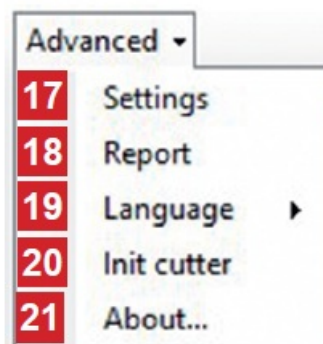 Advanced
17 Settings
18 Report
19 Language
20 Init cutter
21 About...